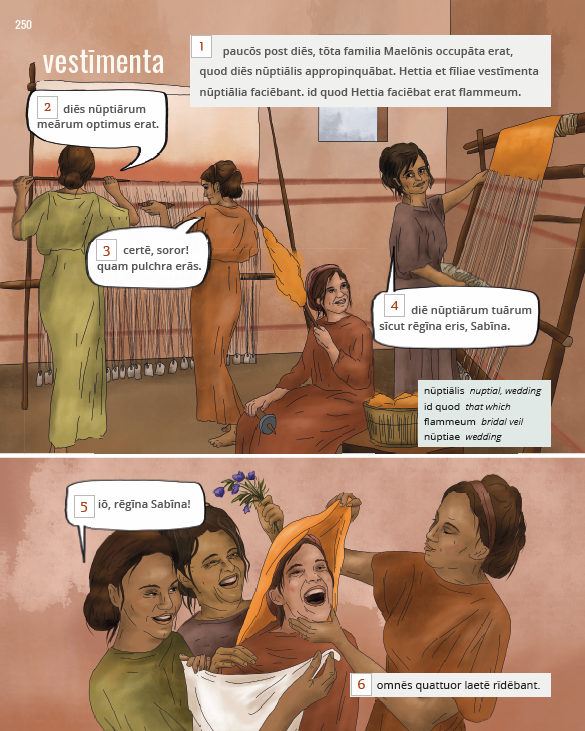 250
vestīmenta
1 paucōs post diēs, tōta familia Maelōnis occupāta erat,
quod diēs nūptiālis appropinquābat. Hettia et fīliae vestīmenta
nūptiālia faciēbant. id quod Hettia faciēbat erat flammeum.
2 diēs nūptiārum
meārum optimus erat.
3 certē, soror!
quam pulchra erās.
4 diē nūptiārum tuārum
sīcut rēgīna eris, Sabīna.
nūptiālis nuptial, wedding
id quod that which
flammeum bridal veil
nūptiae wedding
5 iō, rēgīna Sabīna!
6 omnēs quattuor laetē rīdēbant.